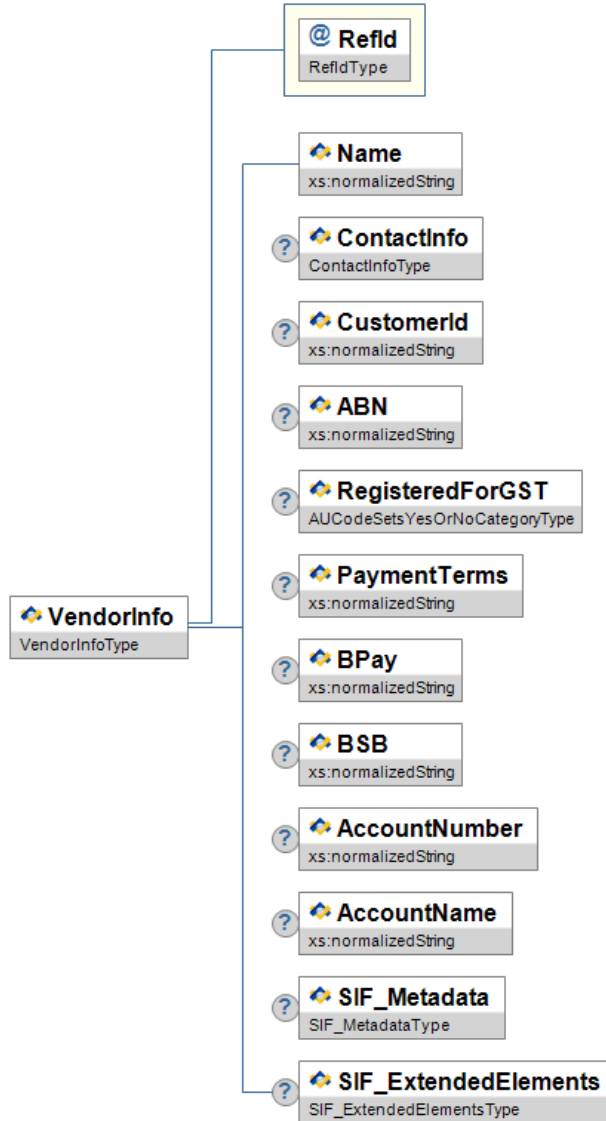 @ RefId
RefIdType
Name
xs:normalizedString
? ContactInfo
ContactInfoType
? CustomerId
xs:normalizedString
? ABN
xs:normalizedString
? RegisteredForGST
AUCodeSetsYesOrNoCategoryType
? PaymentTerms
xs:normalizedString
VendorInfo
VendorInfoType
? BPay
xs:normalizedString
? BSB
xs:normalizedString
? AccountNumber
xs:normalizedString
? AccountName
xs:normalizedString
? SIF_Metadata
SIF_MetadataType
? SIF_ExtendedElements
SIF_ExtendedElementsType